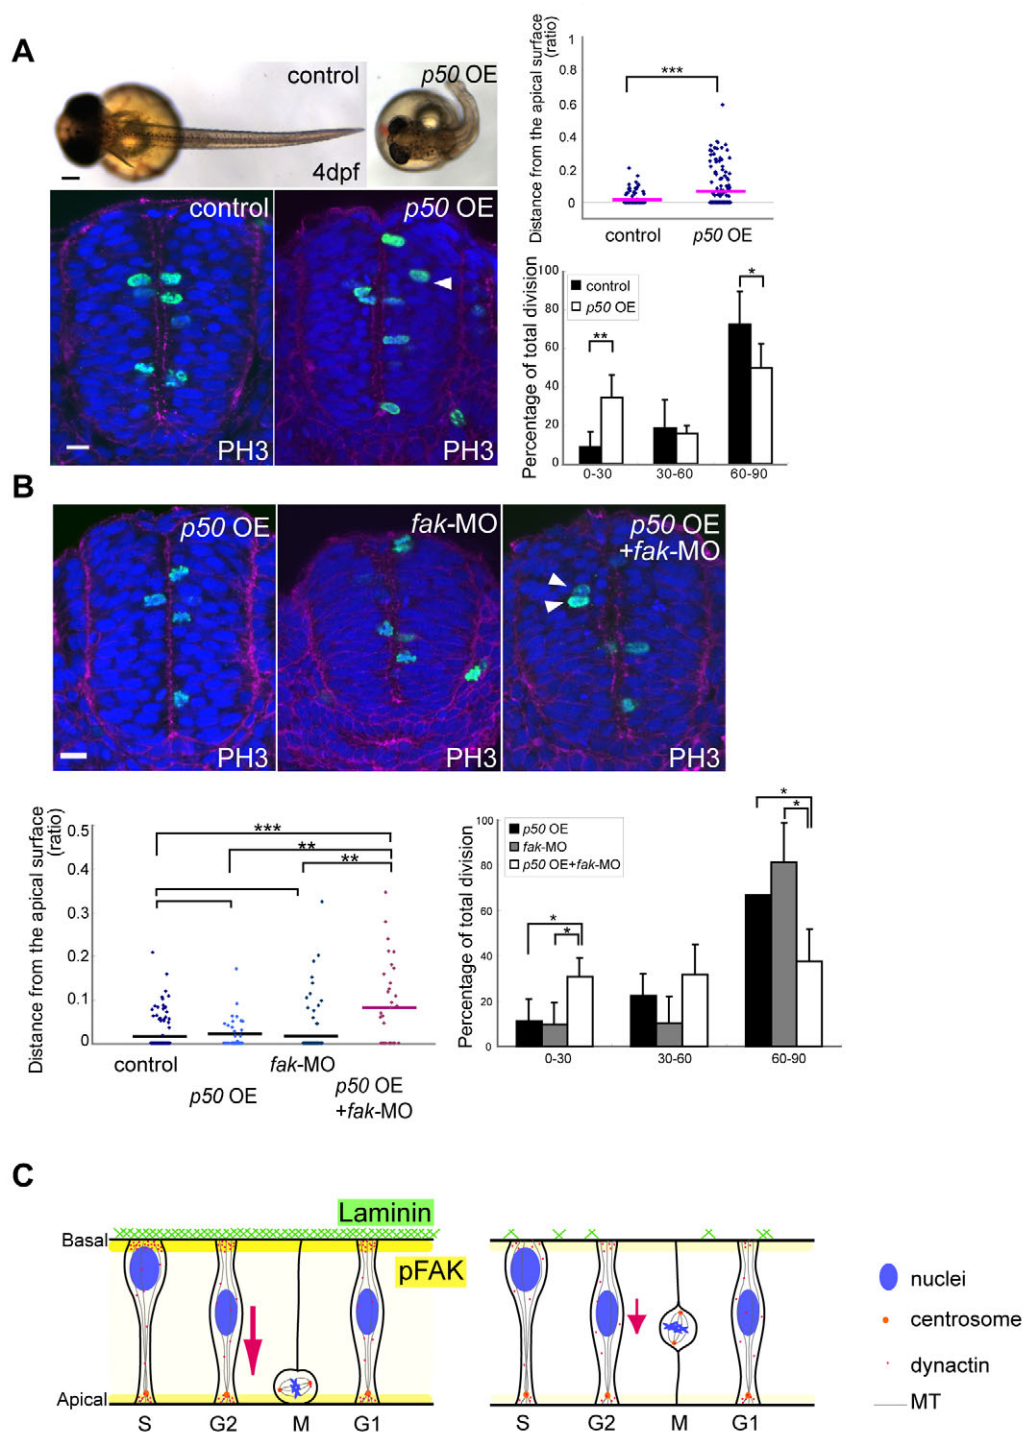 A
control
p50 OE
4dpf
control
p50 OE
PH3
PH3
Distance from the apical surface
(ratio)
1
0.8
0.6
0.4
0.2
0
***
control
p50 OE
Percentage of total division
100
80
60
40
20
0
control
p50 OE
**
*
0-30
30-60
60-90
B
p50 OE
fak-MO
p50 OE
+fak-MO
PH3
PH3
PH3
Distance from the apical surface
(ratio)
0.5
0.4
0.3
0.2
0.1
0
***
**
**
control
fak-MO
p50 OE
p50 OE
+fak-MO
Percentage of total division
100
80
60
40
20
0
p50 OE
fak-MO
p50 OE+fak-MO
*
*
*
*
0-30
30-60
60-90
C
Laminin
Basal
pFAK
Apical
S G2 M G1
S G2 M G1
nuclei
centrosome
dynactin
MT